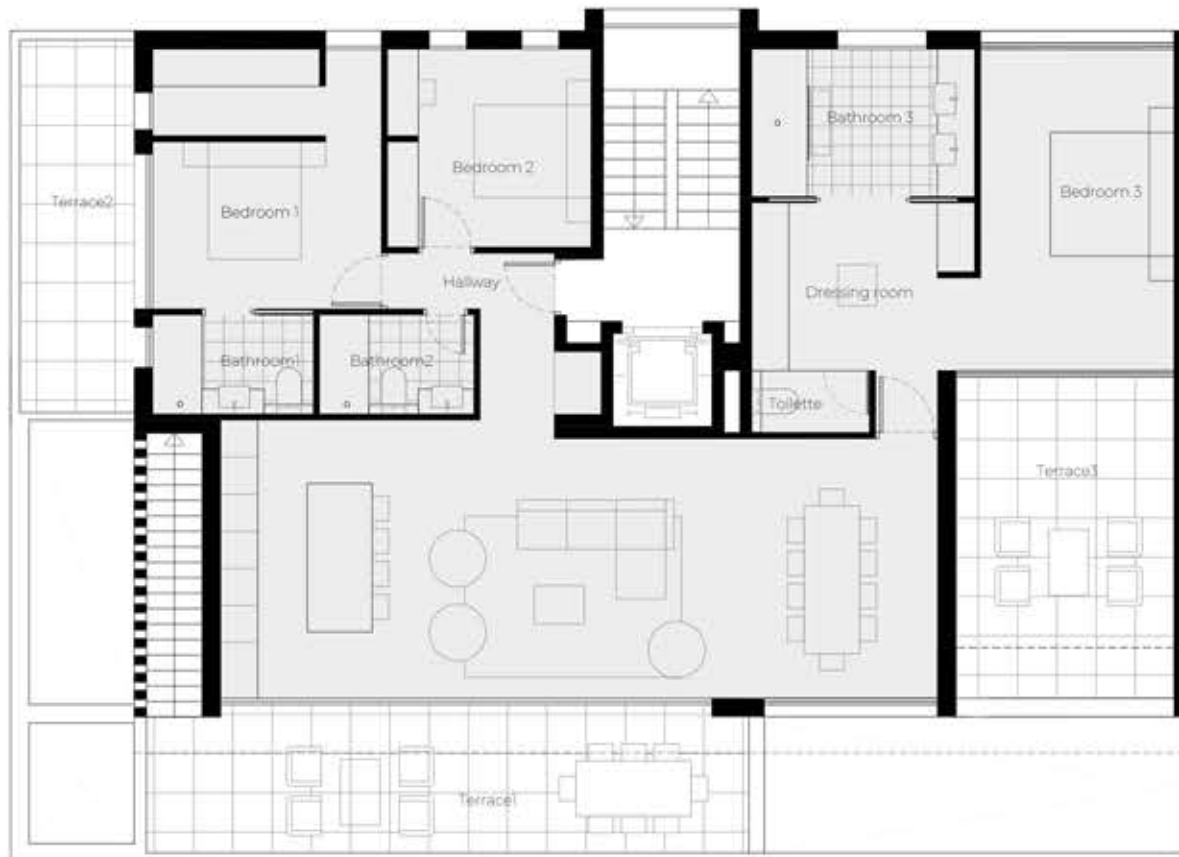 Bathroom 3
Bedroom 2
Bedroom 3
Terrace2
Bedroom 1
Hallway
Dressing room
Bathroom1
Bathroom2
Toilette
Terrace3
Terrace1